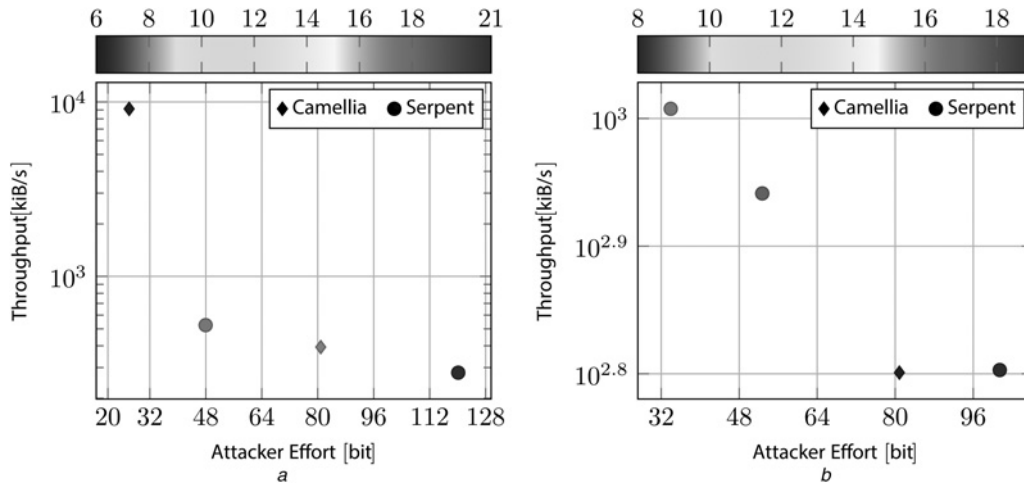 6 8 10 12 14 16 18 20 21
Camellia Serpent
10^4
10^3
Throughput[kiB/s]
20 32 48 64 80 96 112 128
Attacker Effort [bit]
a
8 10 12 14 16 18
Camellia Serpent
10^3
10^2.9
10^2.8
Throughput[kiB/s]
32 48 64 80 96
Attacker Effort [bit]
b